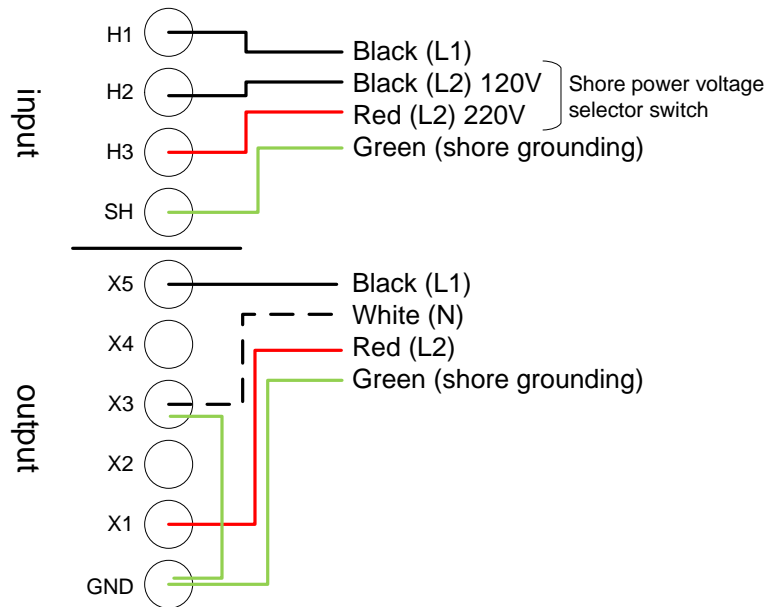 input
H1
Black (L1)
H2
Black (L2) 120V
Red (L2) 220V
Shore power voltage
selector switch
H3
Green (shore grounding)
SH
output
X5
Black (L1)
White (N)
X4
Red (L2)
Green (shore grounding)
X3
X2
X1
GND